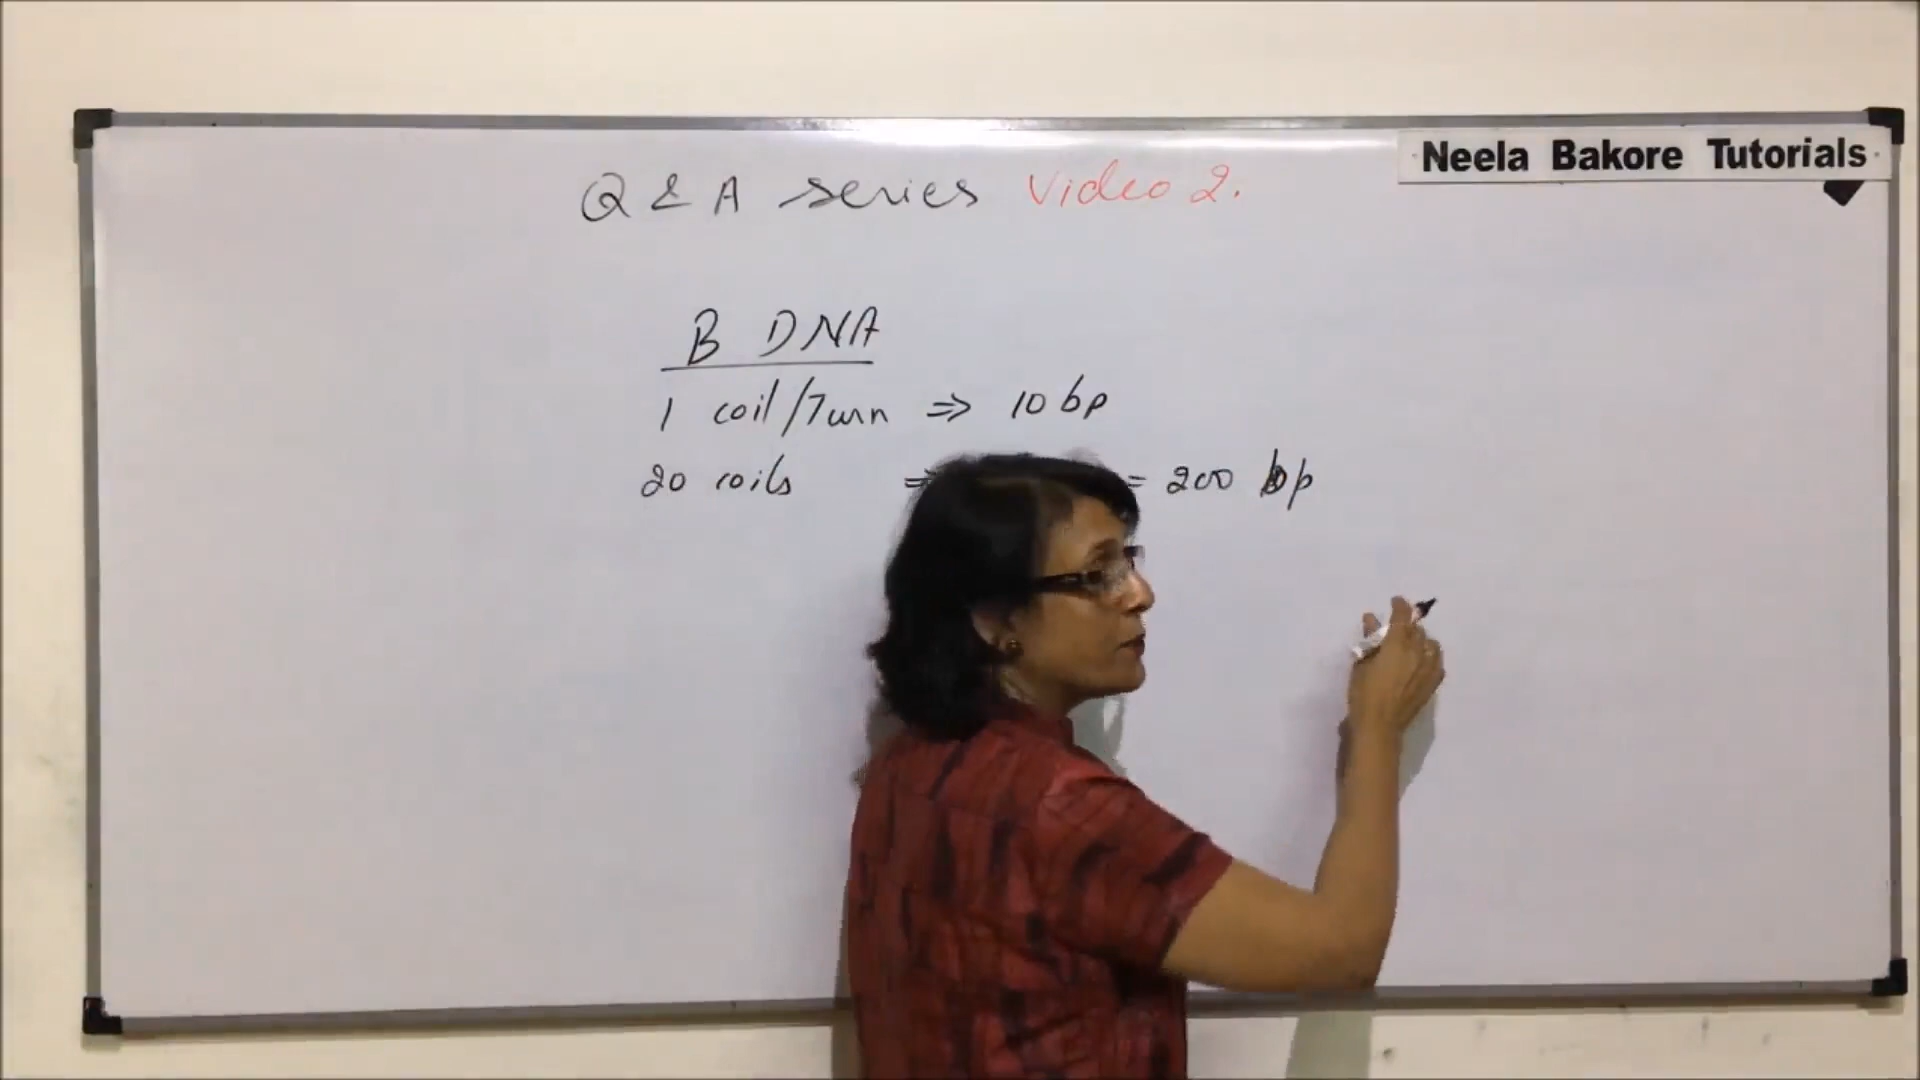 Neela Bakore Tutorials
Q & A series Video 2.
B DNA
1 coil/Turn ⇒ 10 bp
20 coils ⇒ = 200 bp